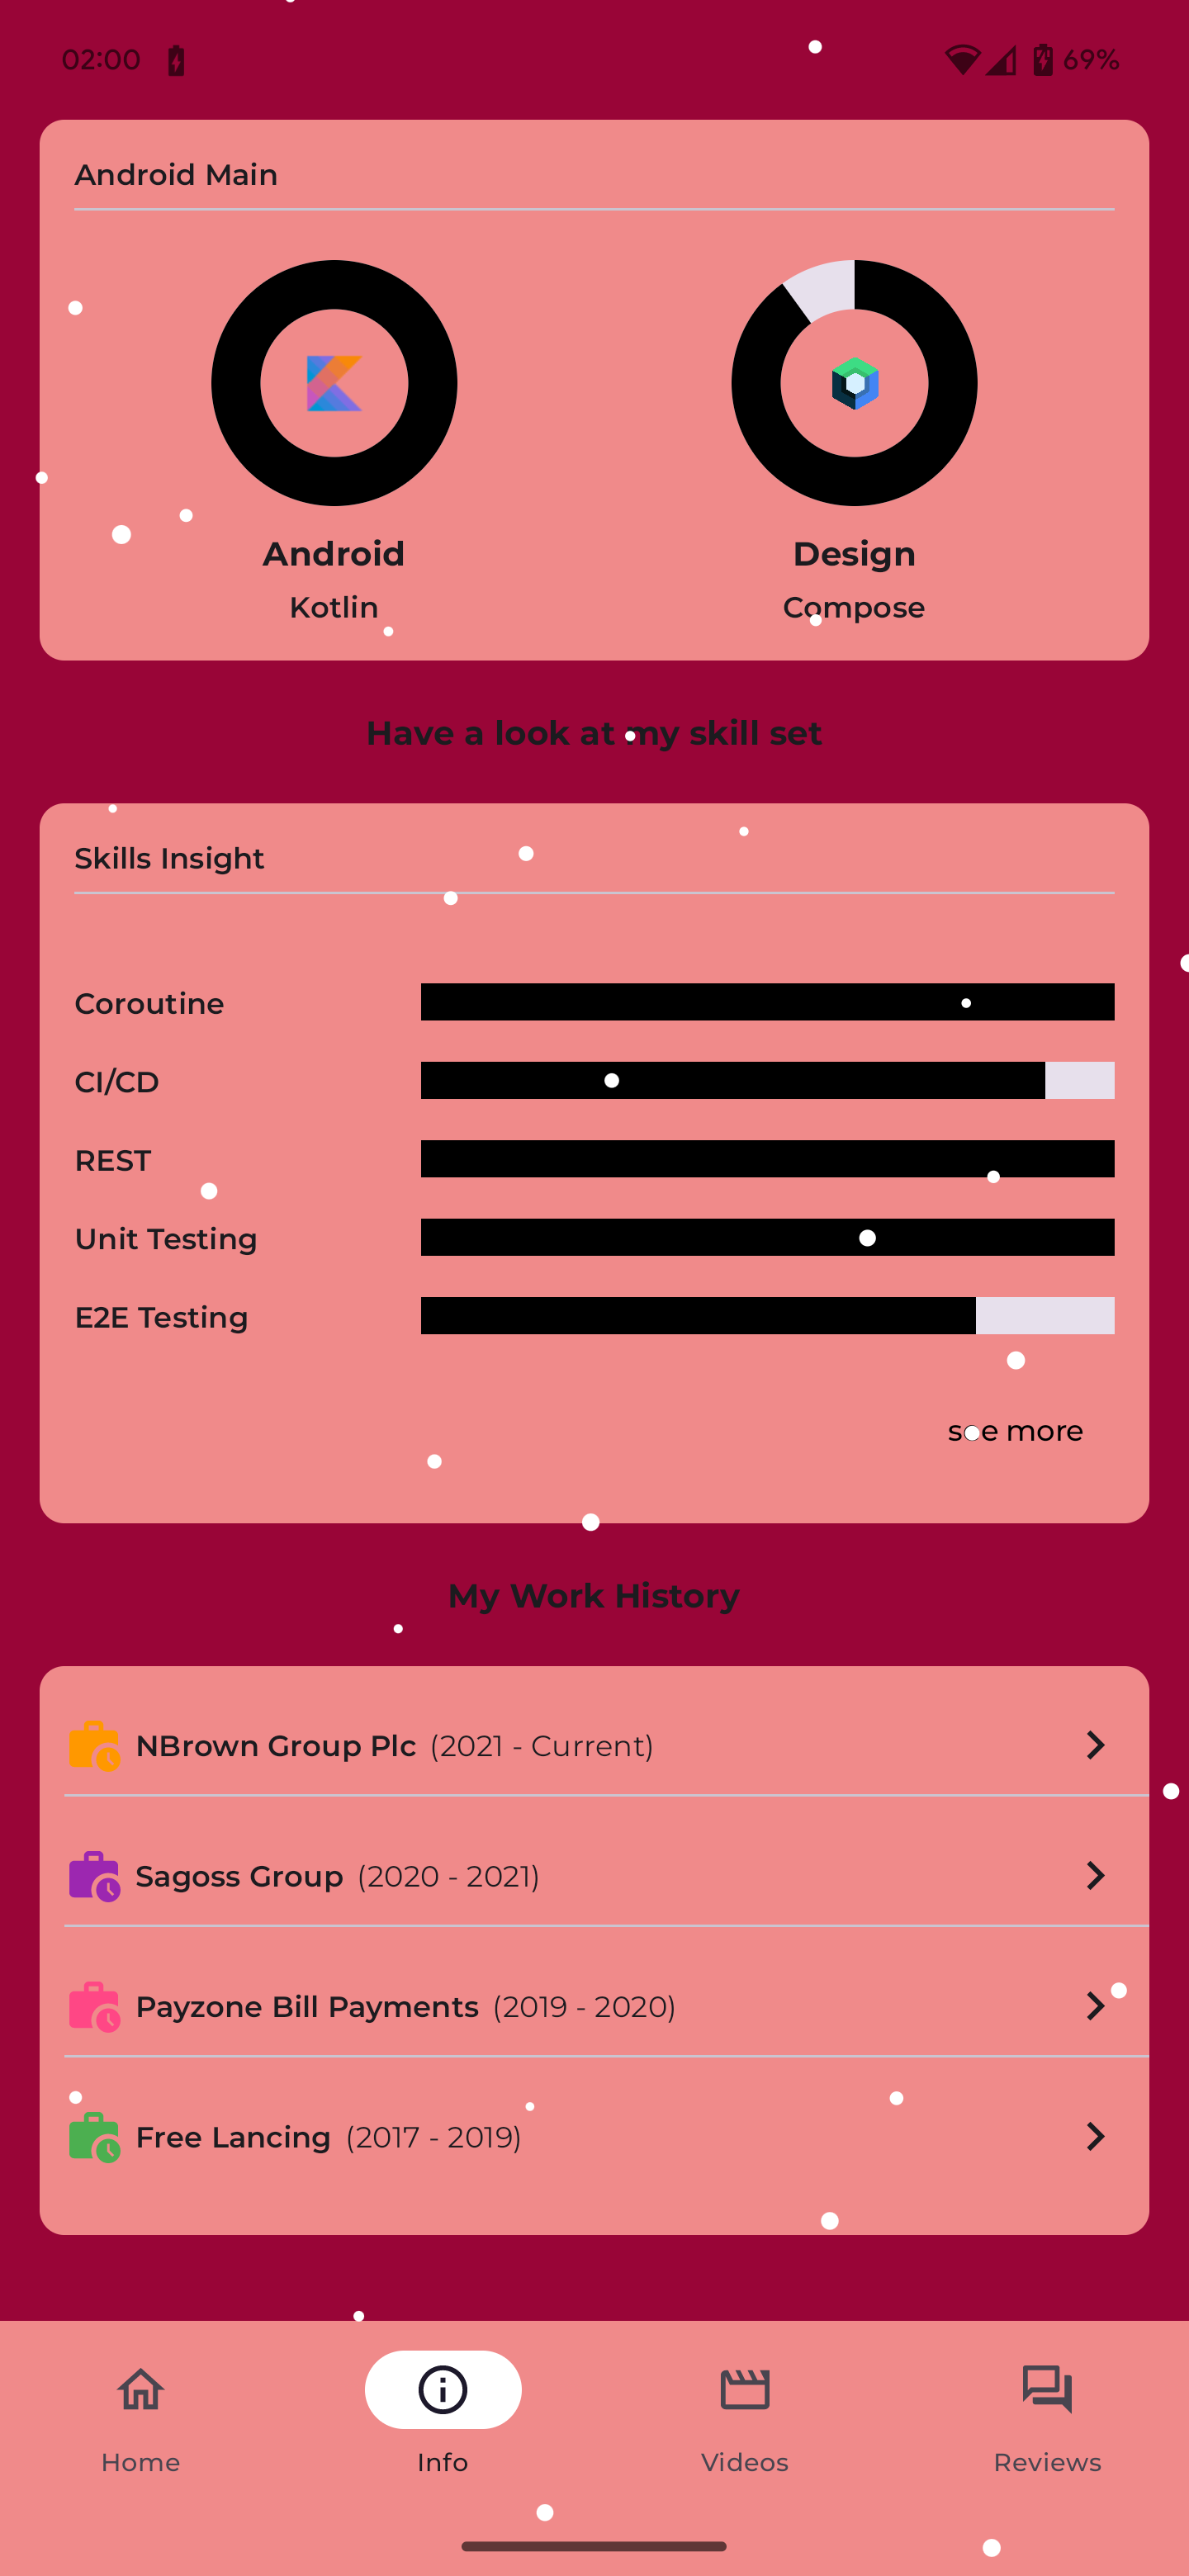 02:00 69%
Android Main
Android Design
Kotlin Compose
Have a look at my skill set
Skills Insight
Coroutine
CI/CD
REST
Unit Testing
E2E Testing
see more
My Work History
NBrown Group Plc (2021 - Current)
Sagoss Group (2020 - 2021)
Payzone Bill Payments (2019 - 2020)
Free Lancing (2017 - 2019)
Home Info Videos Reviews